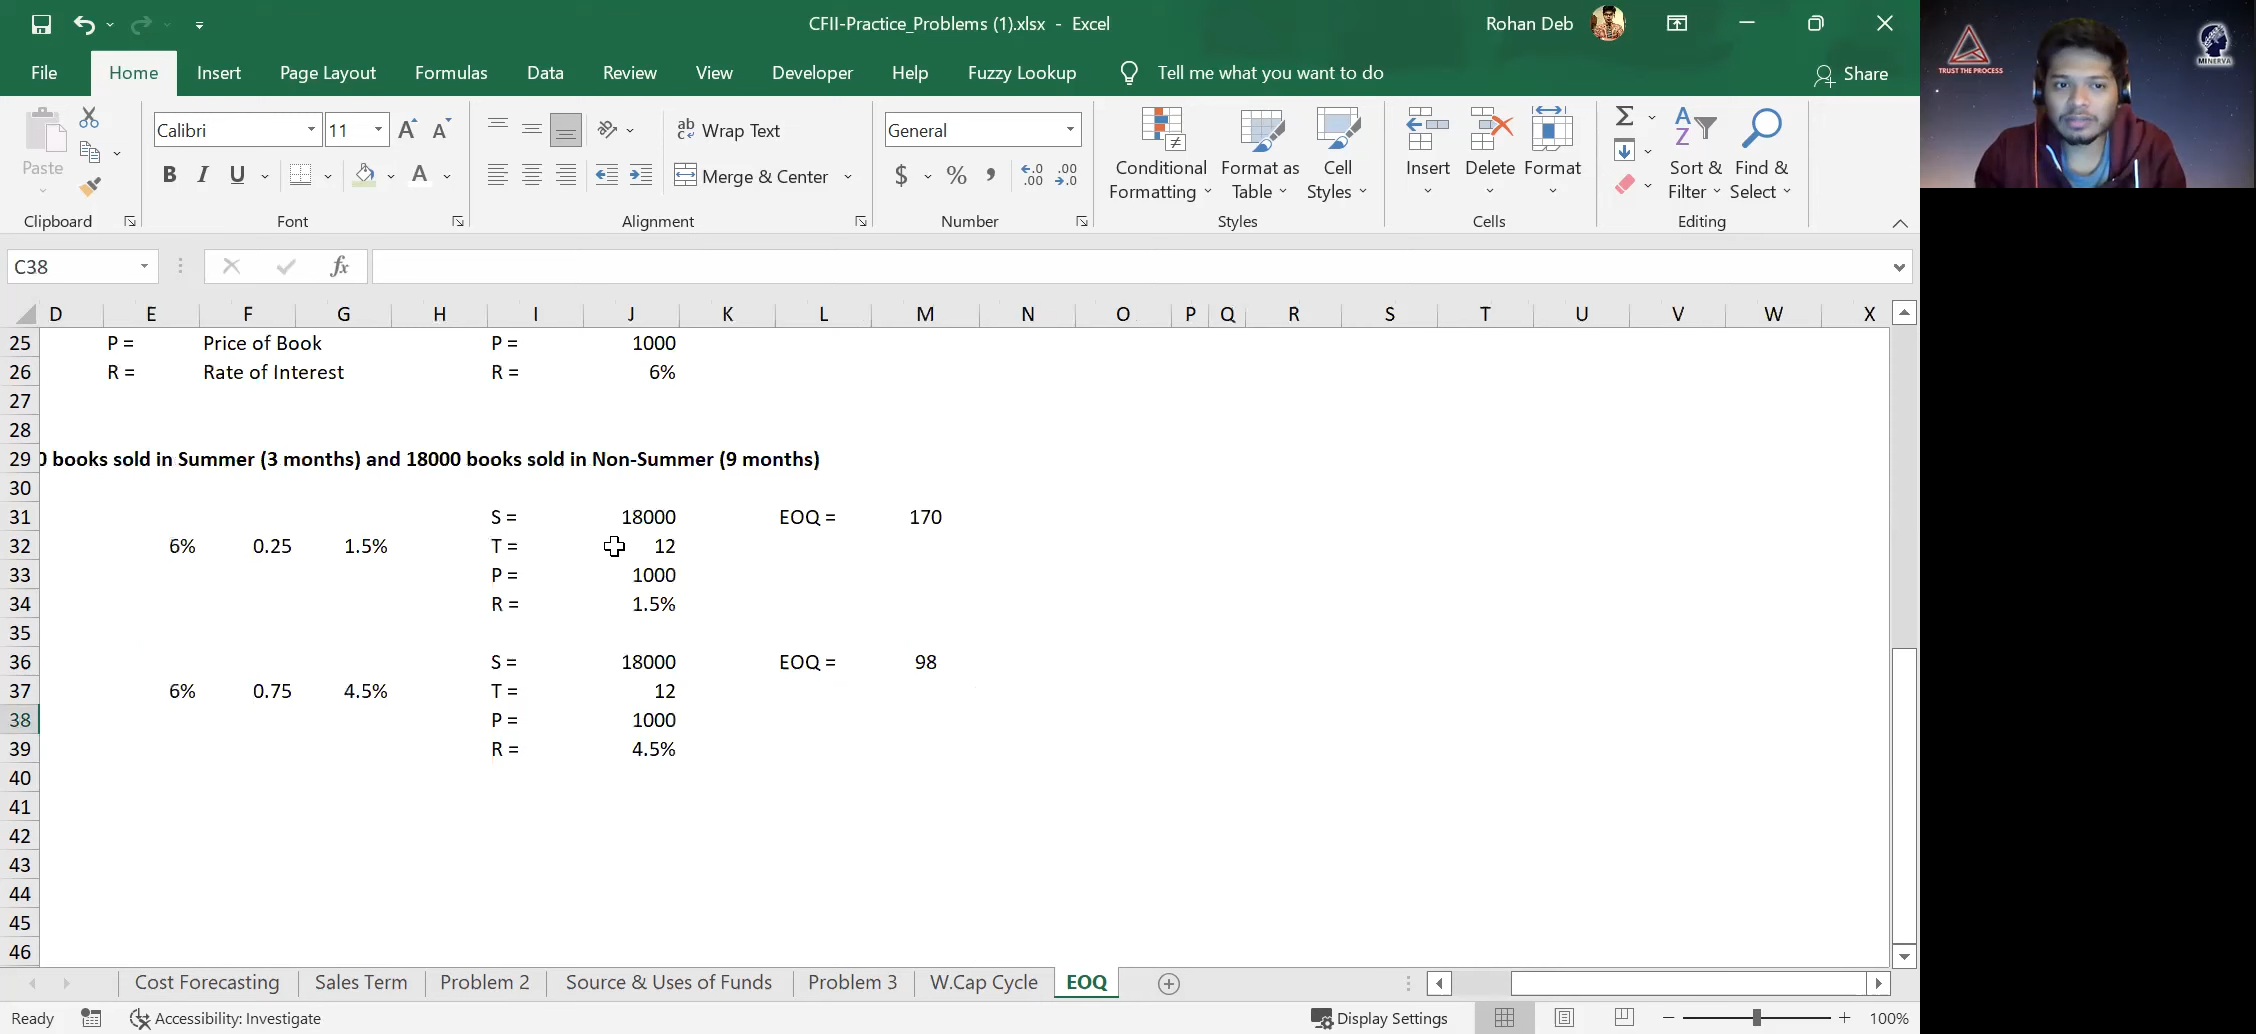 CFII-Practice_Problems (1).xlsx - Excel
Rohan Deb
TRUST THE PROCESS
MINERVA
File Home Insert Page Layout Formulas Data Review View Developer Help Fuzzy Lookup Tell me what you want to do Share
Calibri 11 ab Wrap Text General
Paste
B I U A Merge & Center $ % , .00 .00
Conditional Formatting Format as Table Cell Styles Insert Delete Format Sort & Filter Find & Select
Clipboard Font Alignment Number Styles Cells Editing
C38 fx
D E F G H I J K L M N O P Q R S T U V W X
25 P = Price of Book P = 1000
26 R = Rate of Interest R = 6%
27
28
29 0 books sold in Summer (3 months) and 18000 books sold in Non-Summer (9 months)
30
31 S = 18000 EOQ = 170
32 6% 0.25 1.5% T = 12
33 P = 1000
34 R = 1.5%
35
36 S = 18000 EOQ = 98
37 6% 0.75 4.5% T = 12
38 P = 1000
39 R = 4.5%
40
41
42
43
44
45
46
Cost Forecasting Sales Term Problem 2 Source & Uses of Funds Problem 3 W.Cap Cycle EOQ
Ready Accessibility: Investigate Display Settings 100%